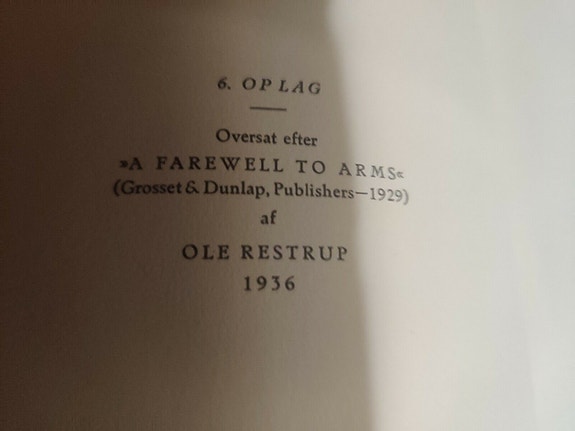 6. OPLAG
Oversat efter
»A FAREWELL TO ARMS«
(Grosset & Dunlap, Publishers—1929)
af
OLE RESTRUP
1936